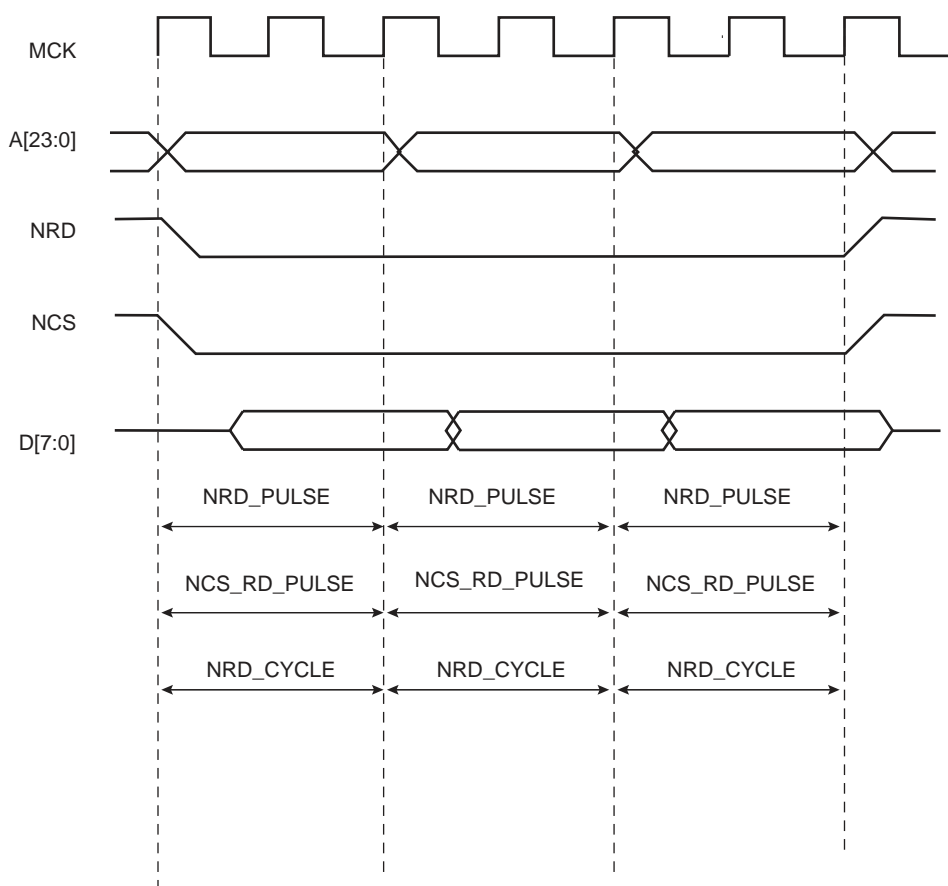 MCK
A[23:0]
NRD
NCS
D[7:0]
NRD_PULSE NRD_PULSE NRD_PULSE
NCS_RD_PULSE NCS_RD_PULSE NCS_RD_PULSE
NRD_CYCLE NRD_CYCLE NRD_CYCLE